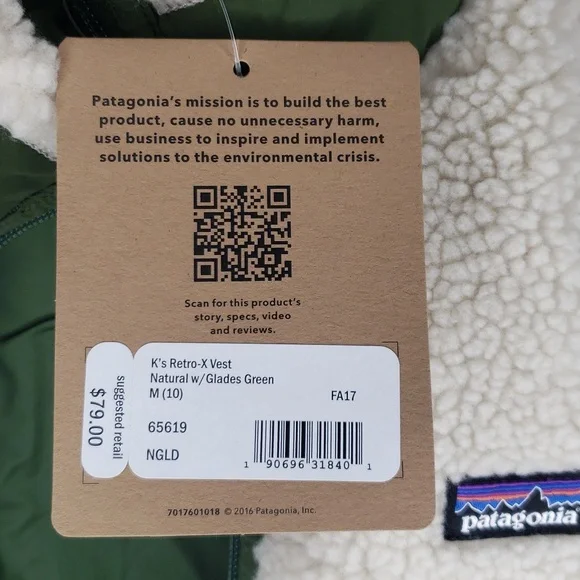 Patagonia's mission is to build the best
product, cause no unnecessary harm,
use business to inspire and implement
solutions to the environmental crisis.
Scan for this product's
story, specs, video
and reviews.
suggested retail
$79.00
K's Retro-X Vest
Natural w/Glades Green
M (10) FA17
65619
NGLD
1 90696 31840 1
7017601018 © 2016 Patagonia, Inc.
patagonia